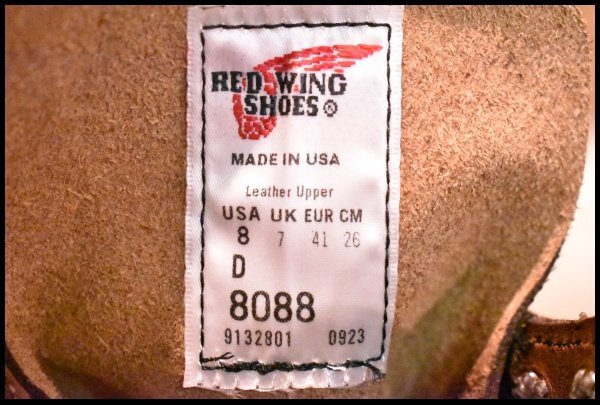 RED WING
SHOES®
MADE IN USA
Leather Upper
USA UK EUR CM
8 7 41 26
D
8088
9132801 0923